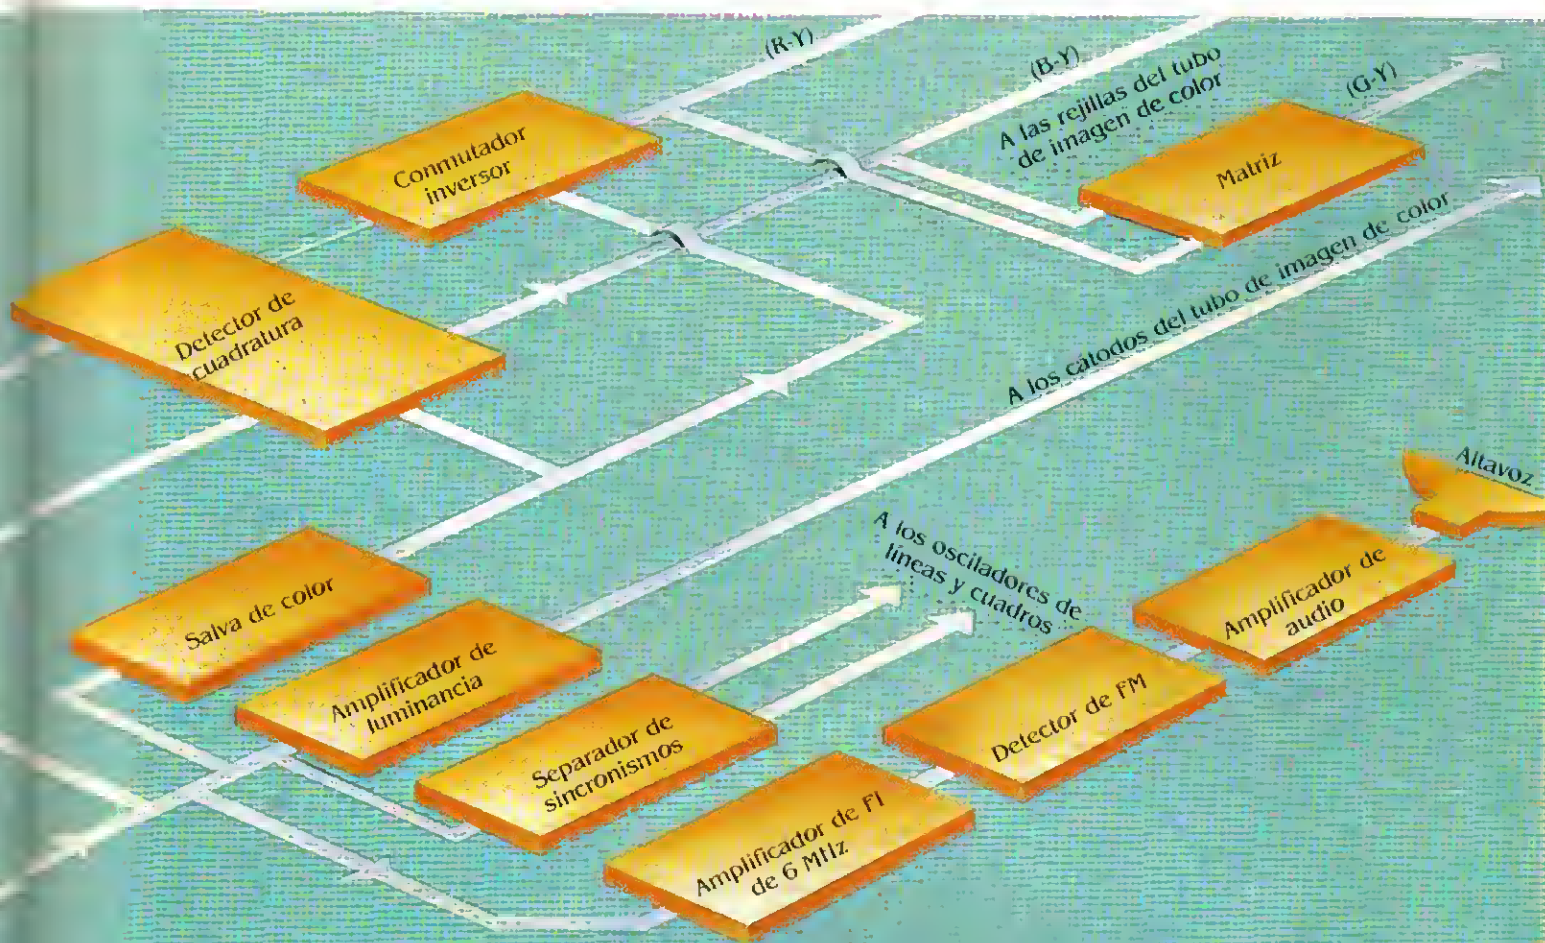 (R-Y)
(B-Y)
A las rejillas del tubo
de imagen de color
(G-Y)
Conmutador
inversor
Matriz
Detector de
cuadratura
A los cátodos del tubo de imagen de color
Altavoz
Salva de color
A los osciladores de
líneas y cuadros
Amplificador de
audio
Amplificador de
luminancia
Detector de FM
Separador de
sincronismos
Amplificador de FI
de 6 MHz